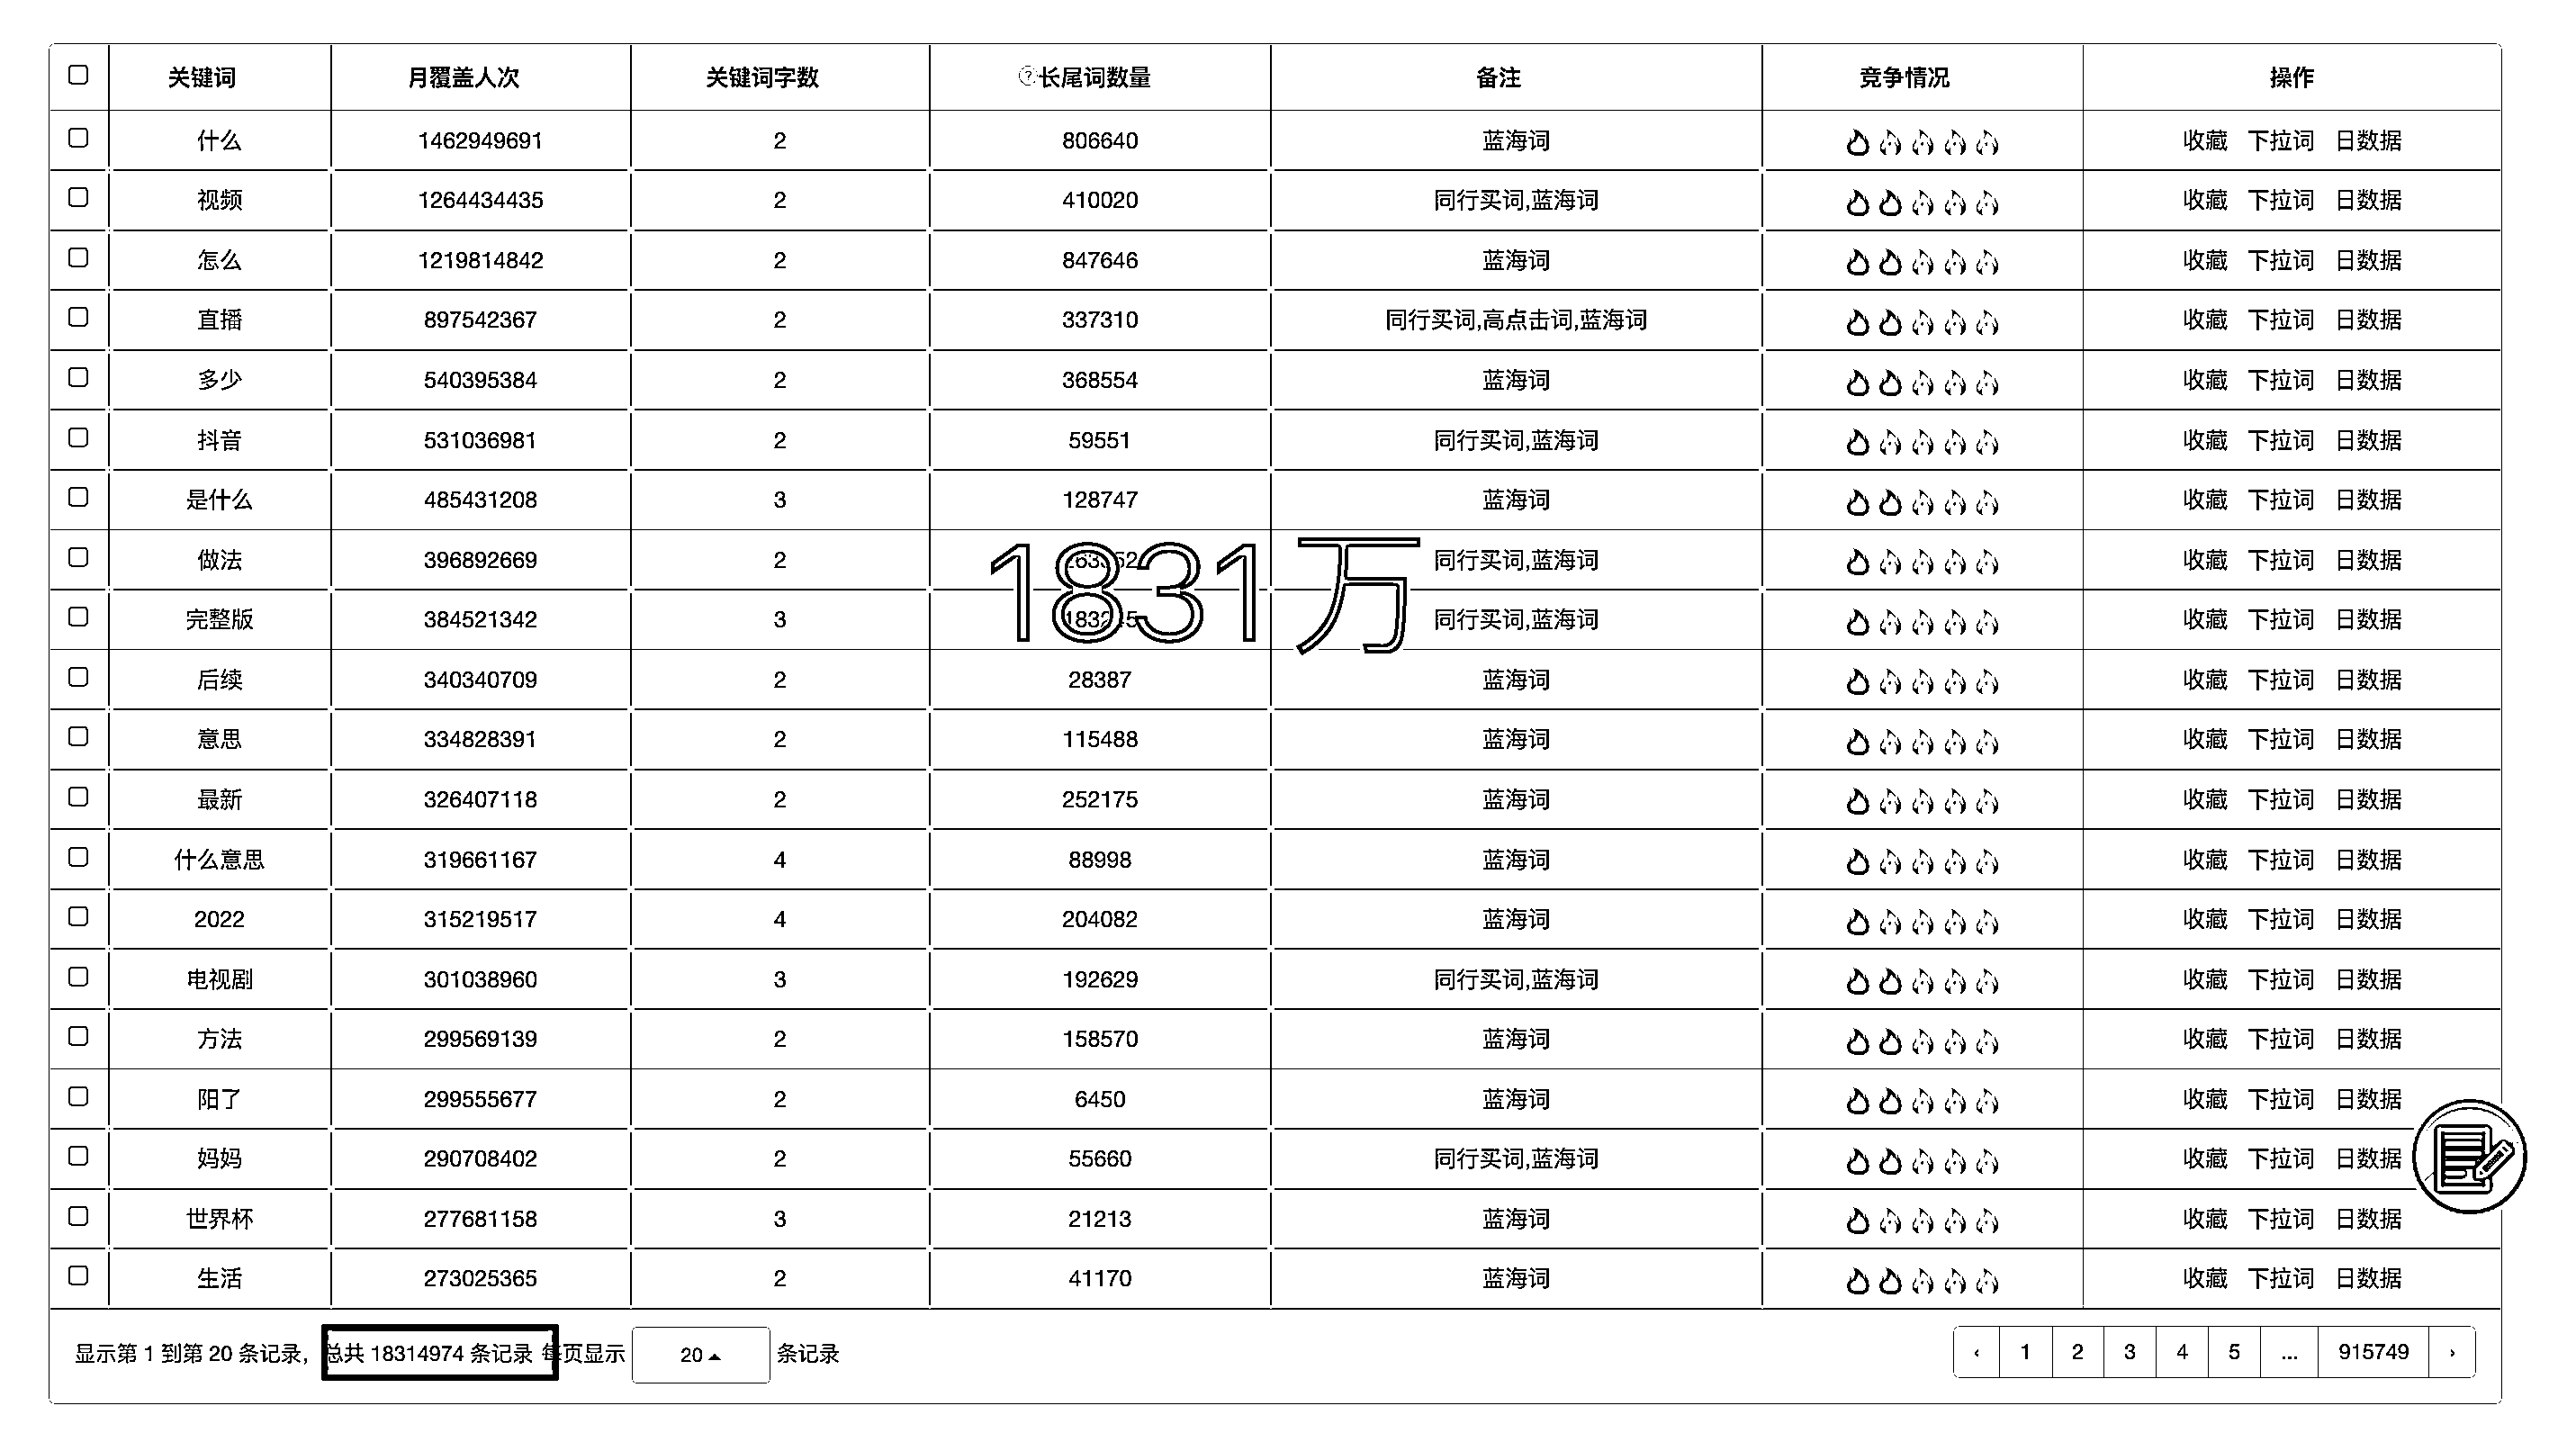 关键词 月覆盖人次 关键词字数 ?长尾词数量 备注 竞争情况 操作
什么 1462949691 2 806640 蓝海词 收藏 下拉词 日数据
视频 1264434435 2 410020 同行买词,蓝海词 收藏 下拉词 日数据
怎么 1219814842 2 847646 蓝海词 收藏 下拉词 日数据
直播 897542367 2 337310 同行买词,高点击词,蓝海词 收藏 下拉词 日数据
多少 540395384 2 368554 蓝海词 收藏 下拉词 日数据
抖音 531036981 2 59551 同行买词,蓝海词 收藏 下拉词 日数据
是什么 485431208 3 128747 蓝海词 收藏 下拉词 日数据
做法 396892669 2 同行买词,蓝海词 收藏 下拉词 日数据
1831万
完整版 384521342 3 同行买词,蓝海词 收藏 下拉词 日数据
后续 340340709 2 28387 蓝海词 收藏 下拉词 日数据
意思 334828391 2 115488 蓝海词 收藏 下拉词 日数据
最新 326407118 2 252175 蓝海词 收藏 下拉词 日数据
什么意思 319661167 4 88998 蓝海词 收藏 下拉词 日数据
2022 315219517 4 204082 蓝海词 收藏 下拉词 日数据
电视剧 301038960 3 192629 同行买词,蓝海词 收藏 下拉词 日数据
方法 299569139 2 158570 蓝海词 收藏 下拉词 日数据
阳了 299555677 2 6450 蓝海词 收藏 下拉词 日数据
妈妈 290708402 2 55660 同行买词,蓝海词 收藏 下拉词 日数据
世界杯 277681158 3 21213 蓝海词 收藏 下拉词 日数据
生活 273025365 2 41170 蓝海词 收藏 下拉词 日数据
显示第 1 到第 20 条记录, 总共 18314974 条记录 每页显示 20 条记录 ‹ 1 2 3 4 5 ... 915749 ›